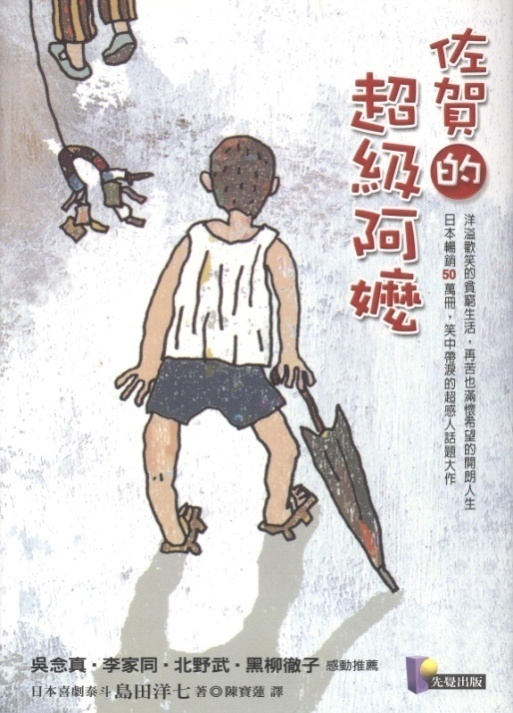 佐賀的
超級阿嬤
洋溢歡笑的貧窮生活，再苦也滿懷希望的開朗人生
日本暢銷50萬冊，笑中帶淚的超感人話題大作
吳念真・李家同・北野武・黑柳徹子 感動推薦
日本喜劇泰斗 島田洋七 著◎陳寶蓮 譯
先覺出版